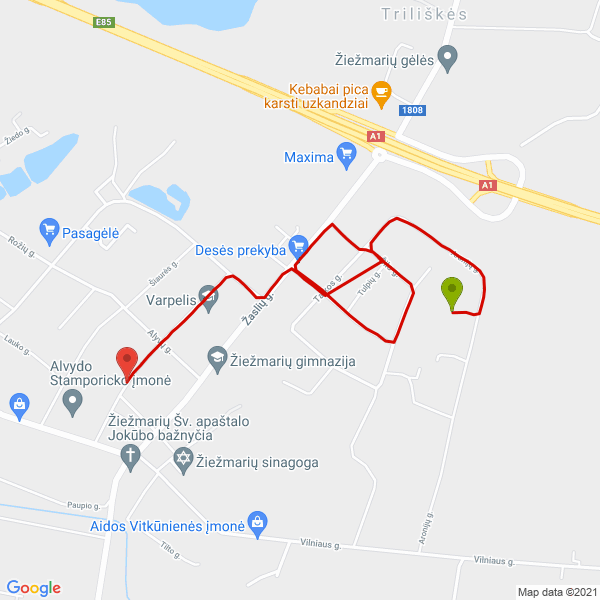 Triliškės
E85
Žiežmarių gėlės
Kebabai pica
karsti uzkandziai
1808
A1
Žiedo g.
Maxima
A1
Pasagėlė
Rožių g.
Desės prekyba
Šiaurės g.
Taikos g.
Tulpių g.
Varpelis
Žaslių g.
Alyvų g.
Lauko g.
Žiežmarių gimnazija
Alvydo
Stamporicko įmonė
Žiežmarių Šv. apaštalo
Jokūbo bažnyčia
Žiežmarių sinagoga
Paupio g.
Aidos Vitkūnienės įmonė
Aronijų g.
Tilto g.
Vilniaus g.
Vilniaus g.
Google
Map data ©2021